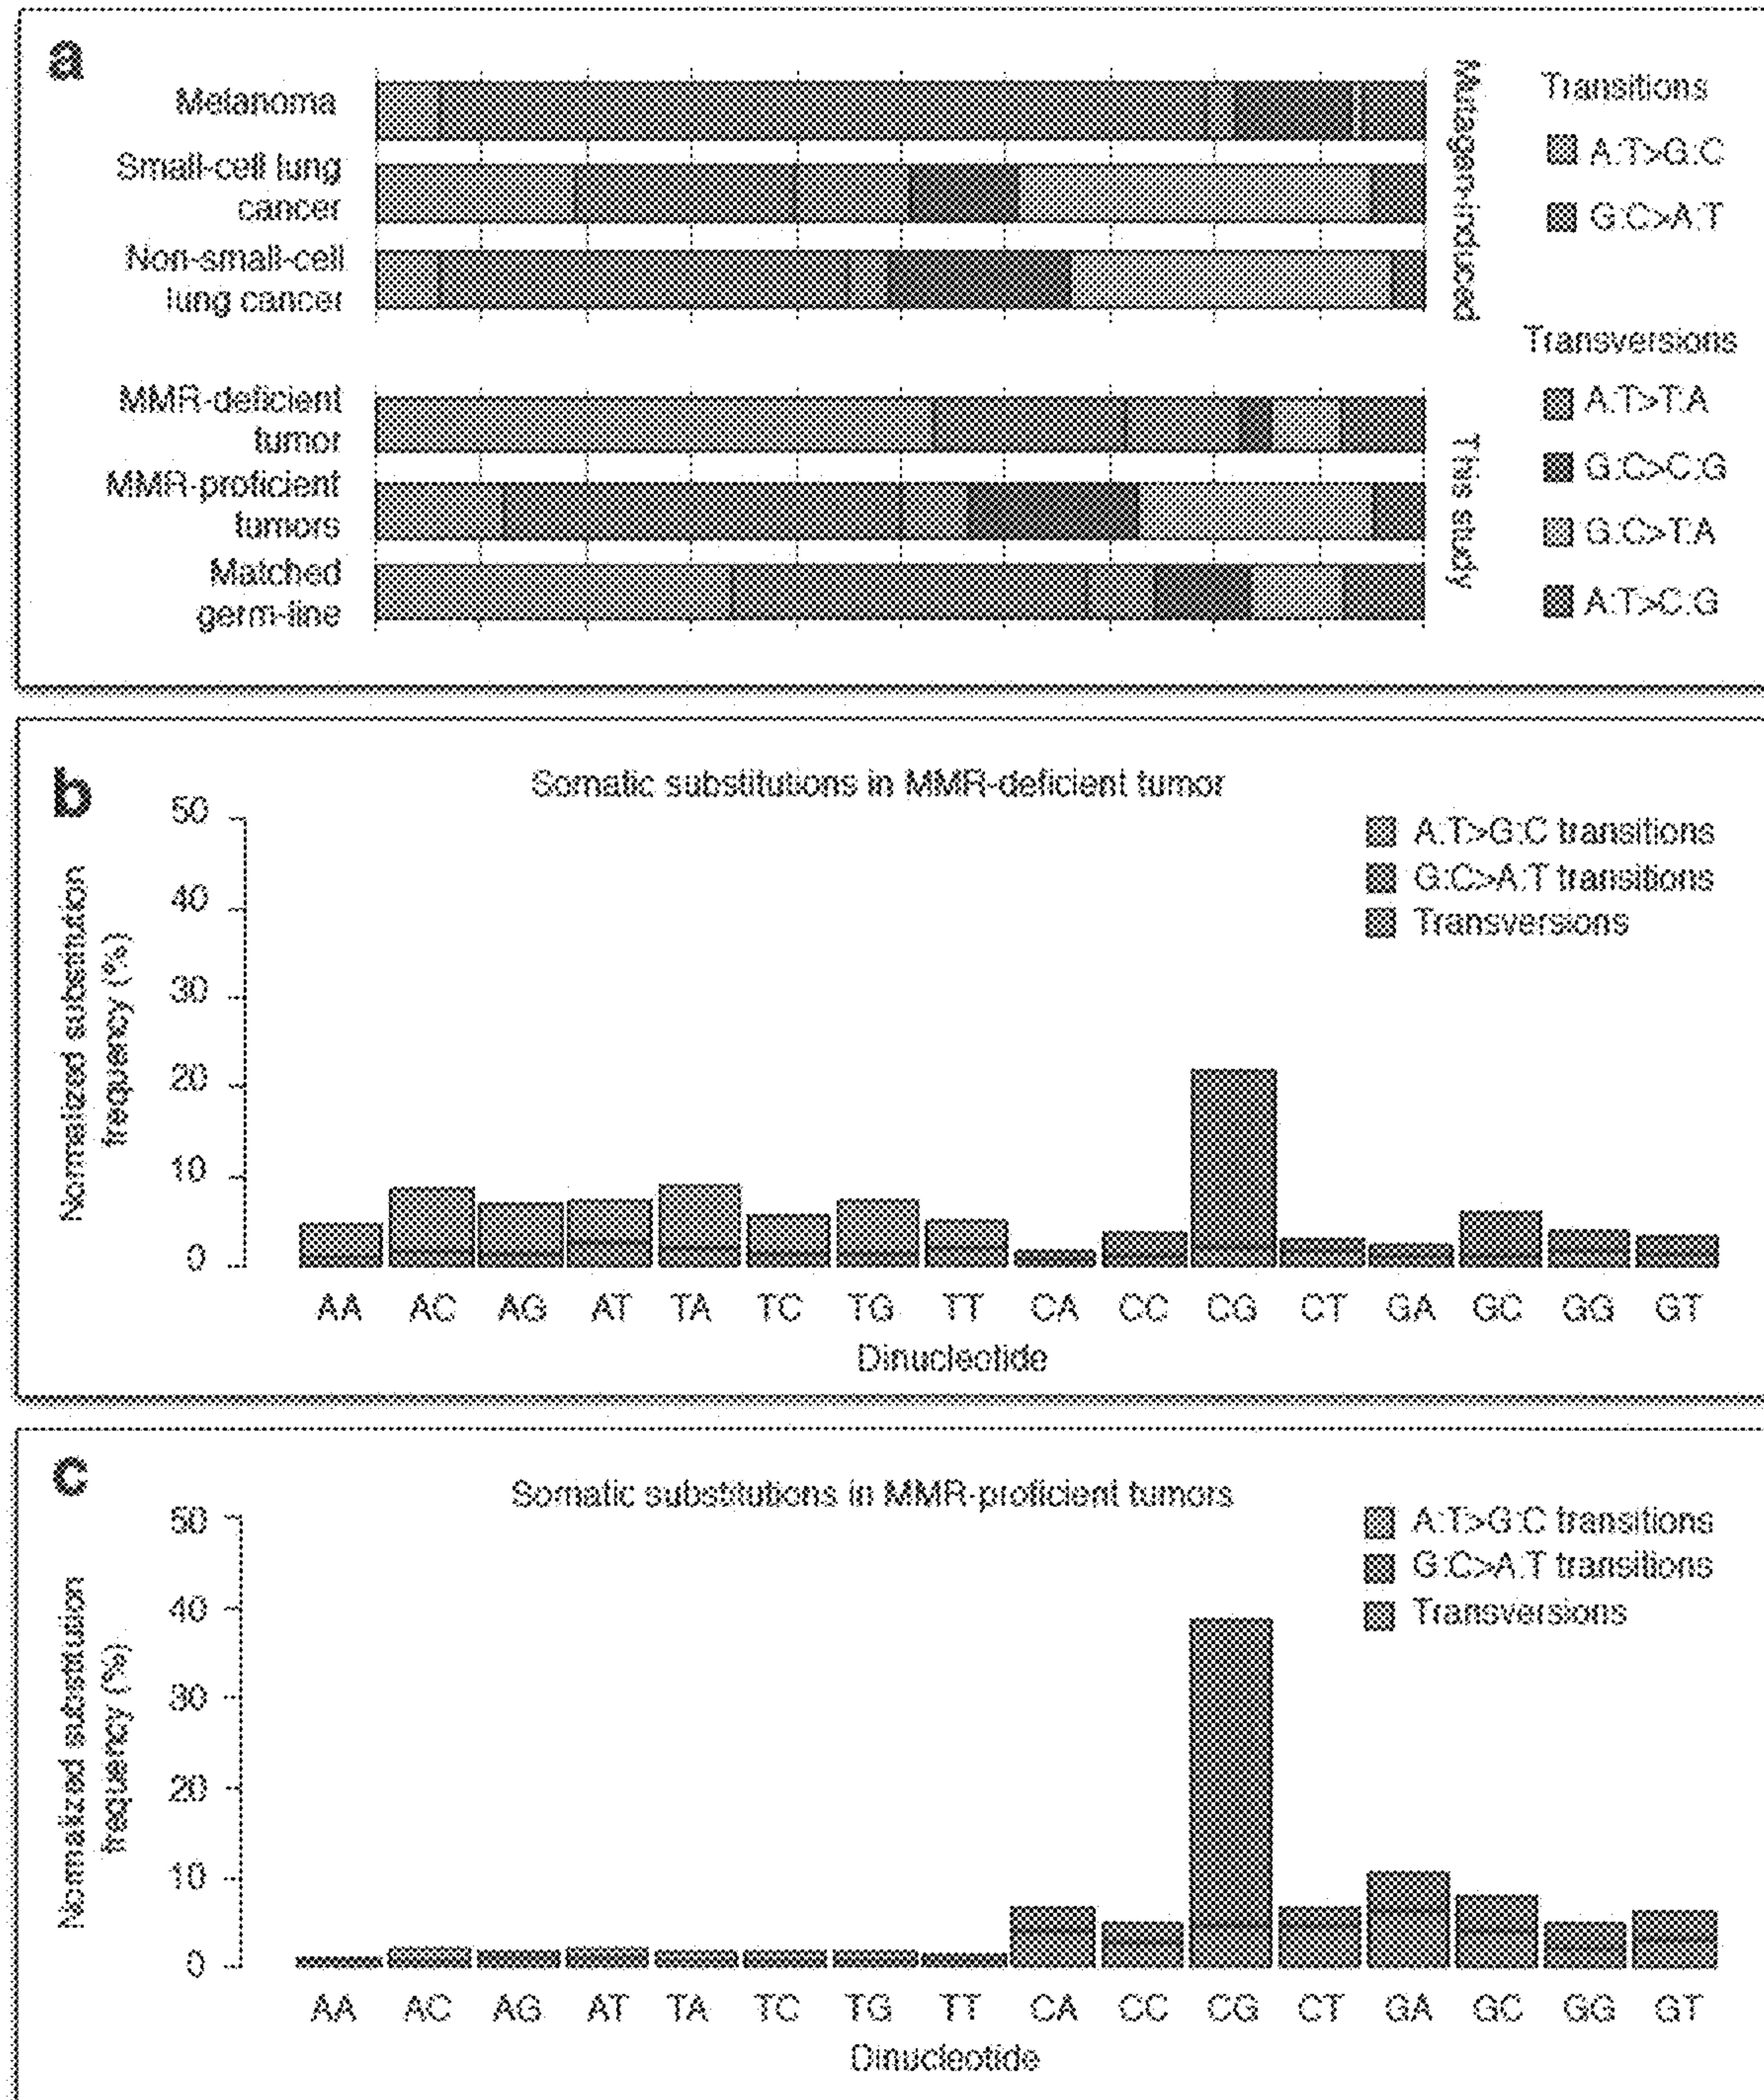 a
Melanoma
Small-cell lung
cancer
Non-small-cell
lung cancer
MMR-deficient
tumor
MMR-proficient
tumors
Matched
germ-line
Mutagen-induced
This study
Transitions
A:T>G:C
G:C>A:T
Transversions
A:T>T:A
G:C>C:G
G:C>T:A
A:T>C:G
b
Somatic substitutions in MMR-deficient tumor
A:T>G:C transitions
G:C>A:T transitions
Transversions
Normalized substitution
frequency (%)
50
40
30
20
10
0
AA AC AG AT TA TC TG TT CA CC CG CT GA GC GG GT
Dinucleotide
c
Somatic substitutions in MMR-proficient tumors
A:T>G:C transitions
G:C>A:T transitions
Transversions
Normalized substituion
frequency (%)
50
40
30
20
10
0
AA AC AG AT TA TC TG TT CA CC CG CT GA GC GG GT
Dinucleotide